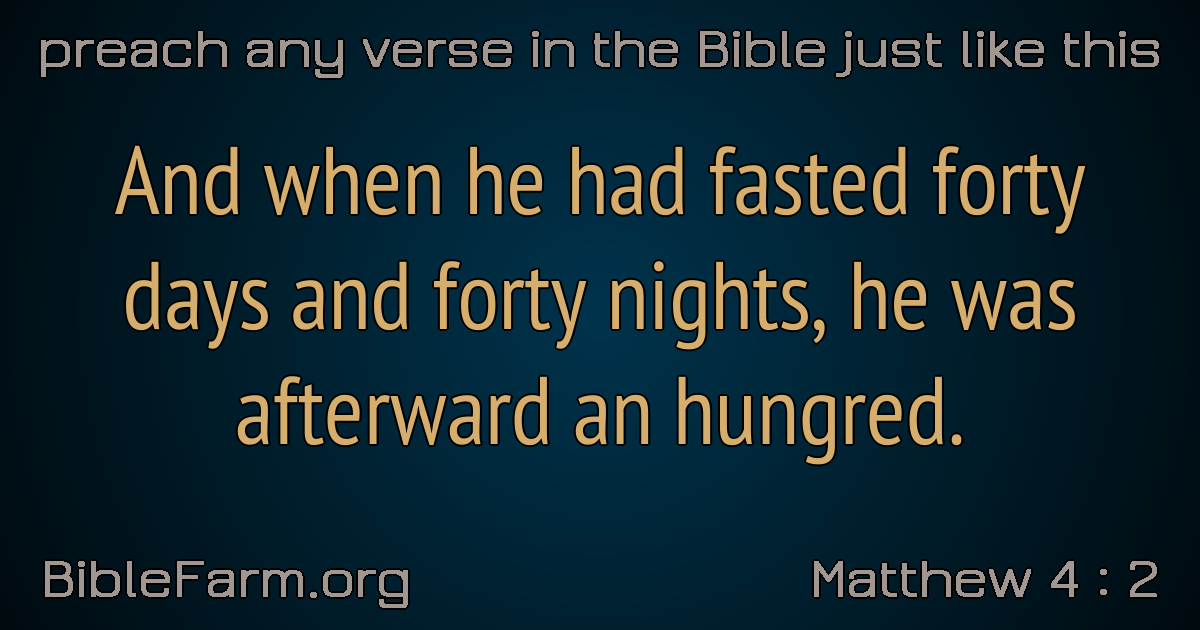 preach any verse in the Bible just like this
And when he had fasted forty
days and forty nights, he was
afterward an hungred.
BibleFarm.org
Matthew 4 : 2